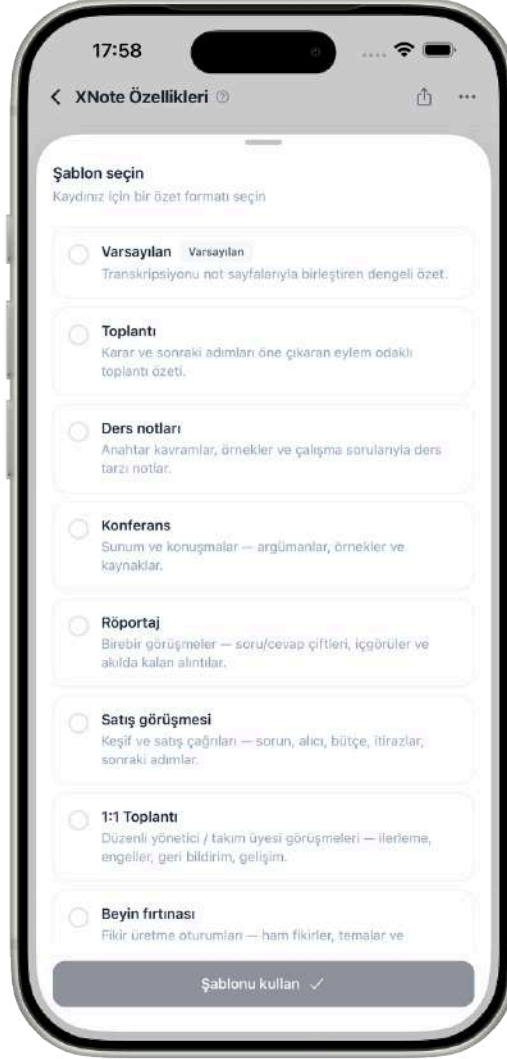 17:58
XNote Özellikleri
Şablon seçin
Kaydınız için bir özet formatı seçin
Varsayılan Varsayılan
Transkripsiyonu not sayfalarıyla birleştiren dengeli özet.
Toplantı
Karar ve sonraki adımları öne çıkaran eylem odaklı
toplantı özeti.
Ders notları
Anahtar kavramlar, örnekler ve çalışma sorularıyla ders
tarzı notlar.
Konferans
Sunum ve konuşmalar — argümanlar, örnekler ve
kaynaklar.
Röportaj
Birebir görüşmeler — soru/cevap çiftleri, içgörüler ve
akılda kalan alıntılar.
Satış görüşmesi
Keşif ve satış çağrıları — sorun, alıcı, bütçe, itirazlar,
sonraki adımlar.
1:1 Toplantı
Düzenli yönetici / takım üyesi görüşmeleri — ilerleme,
engeller, geri bildirim, gelişim.
Beyin fırtınası
Fikir üretme oturumları — ham fikirler, temalar ve
Şablonu kullan